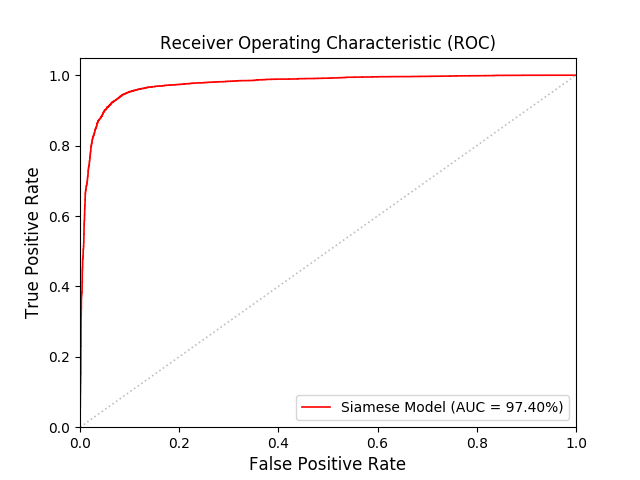 Receiver Operating Characteristic (ROC)
1.0
0.8
0.6
0.4
0.2
0.0
True Positive Rate
Siamese Model (AUC = 97.40%)
0.0 0.2 0.4 0.6 0.8 1.0
False Positive Rate